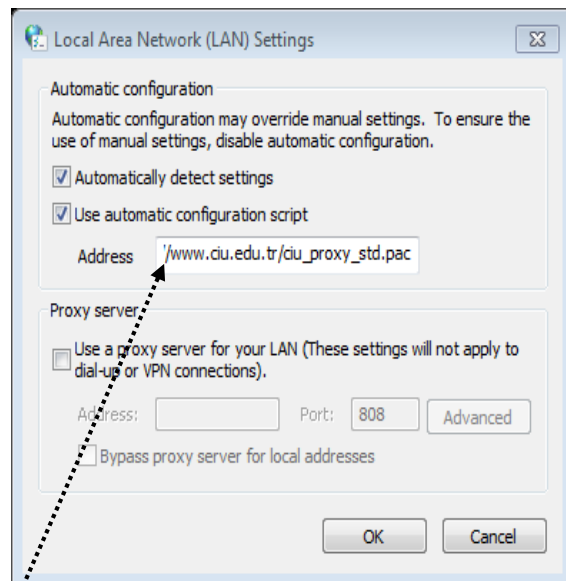 Local Area Network (LAN) Settings
Automatic configuration
Automatic configuration may override manual settings. To ensure the
use of manual settings, disable automatic configuration.
Automatically detect settings
Use automatic configuration script
Address /www.ciu.edu.tr/ciu_proxy_std.pac
Proxy server
Use a proxy server for your LAN (These settings will not apply to
dial-up or VPN connections).
Address: Port: 808 Advanced
Bypass proxy server for local addresses
OK Cancel